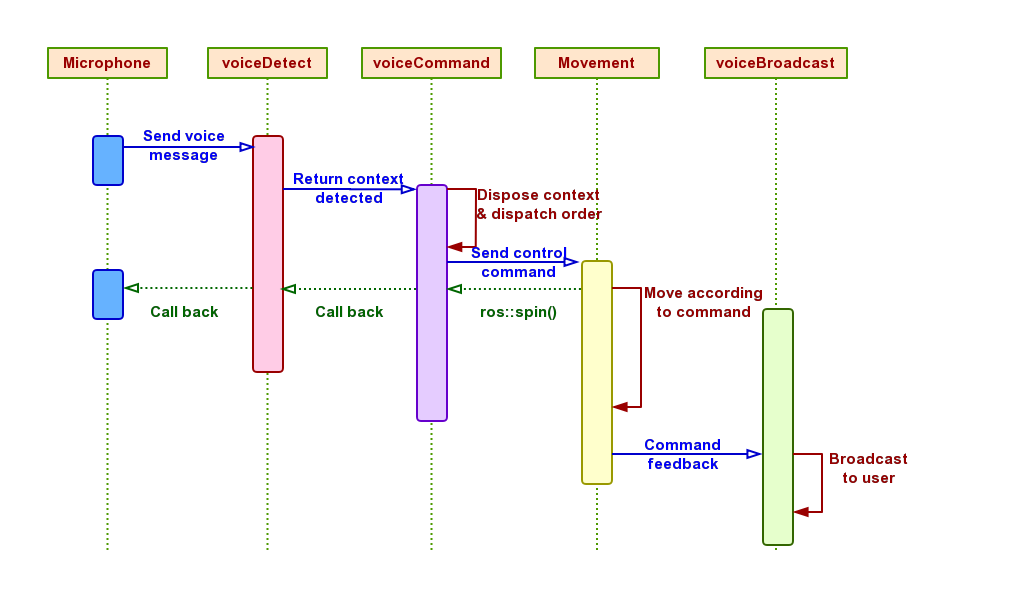 Microphone
voiceDetect
voiceCommand
Movement
voiceBroadcast
Send voice
message
Return context
detected
Dispose context
& dispatch order
Send control
command
Call back
Call back
ros::spin()
Move according
to command
Command
feedback
Broadcast
to user